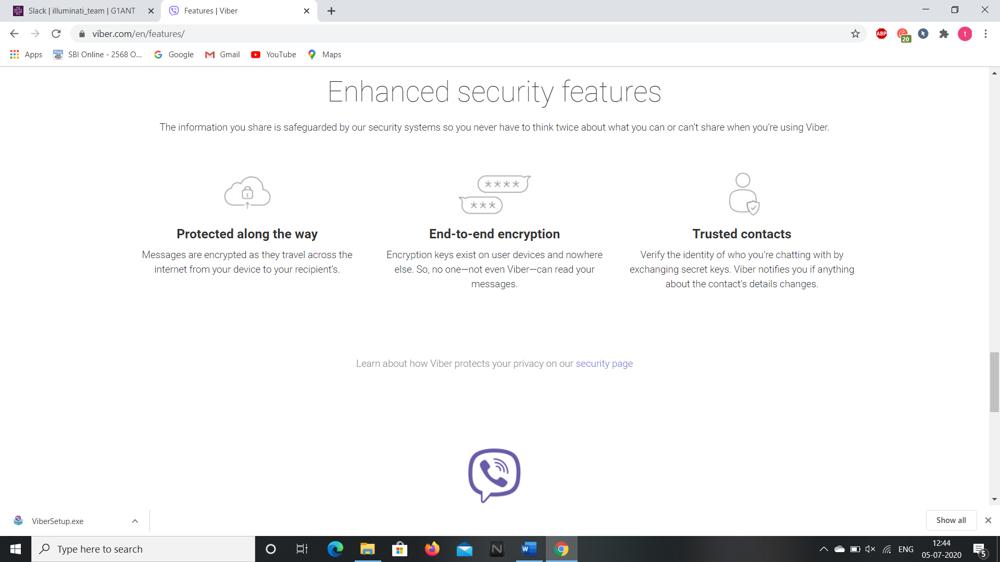 Slack | illuminati_team | G1ANT
Features | Viber
viber.com/en/features/
ABP
20
t
Apps
SBI Online - 2568 O...
Google
Gmail
YouTube
Maps
Enhanced security features
The information you share is safeguarded by our security systems so you never have to think twice about what you can or can’t share when you’re using Viber.
****
***
Protected along the way
Messages are encrypted as they travel across the
internet from your device to your recipient’s.
End-to-end encryption
Encryption keys exist on user devices and nowhere
else. So, no one—not even Viber—can read your
messages.
Trusted contacts
Verify the identity of who you’re chatting with by
exchanging secret keys. Viber notifies you if anything
about the contact’s details changes.
Learn about how Viber protects your privacy on our security page
ViberSetup.exe
Show all
Type here to search
N
W
ENG
12:44
05-07-2020
5